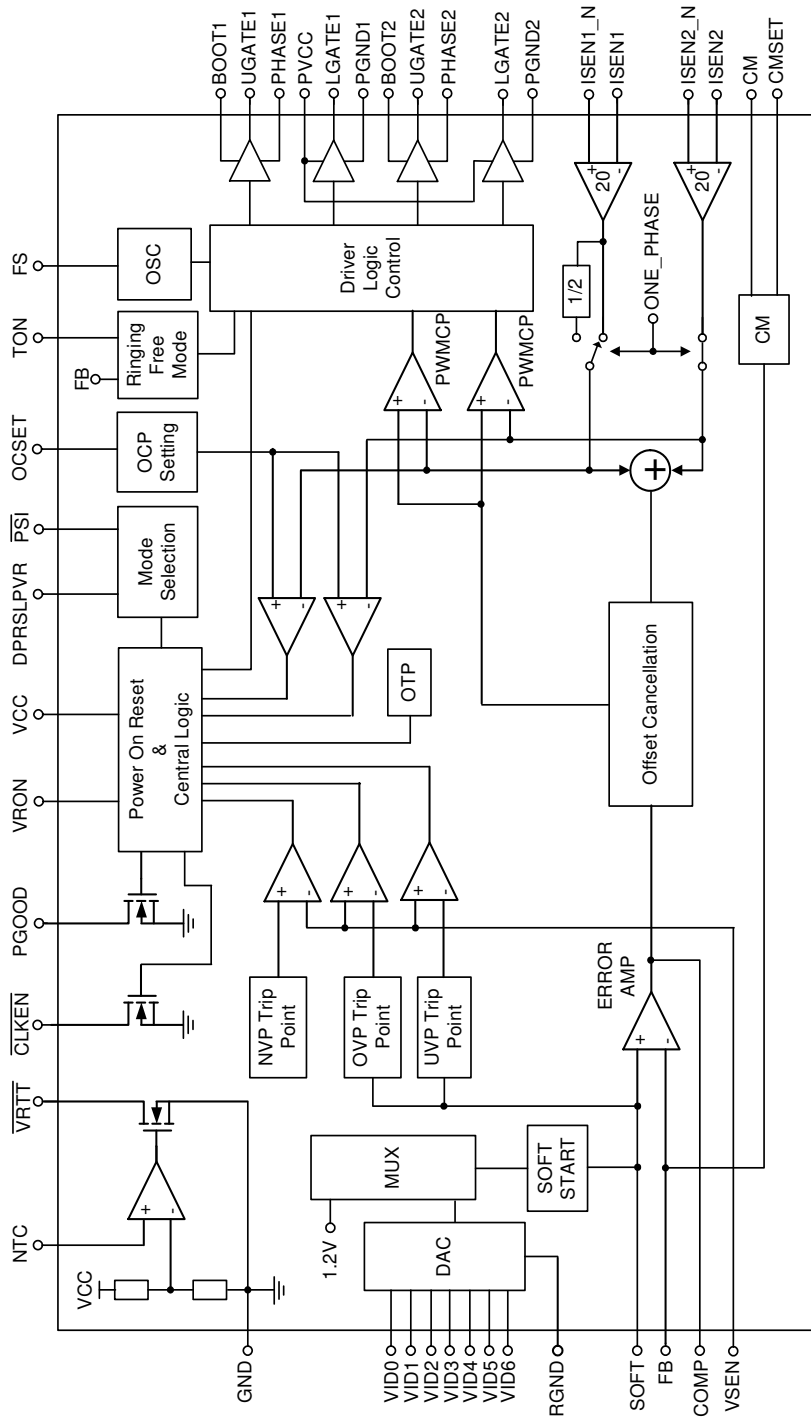 NTC
VRTT
CLKEN
PGOOD
VRON
VCC
DPRSLPVR
PSI
OCSET
TON
FS
VCC
+
-
Power On Reset
&
Central Logic
Mode
Selection
OCP
Setting
FB
Ringing
Free
Mode
OSC
BOOT1
UGATE1
PHASE1
PVCC
LGATE1
PGND1
BOOT2
UGATE2
PHASE2
LGATE2
PGND2
GND
1.2V
MUX
NVP Trip
Point
OVP Trip
Point
UVP Trip
Point
+
-
+
-
+
-
OTP
+
-
+
-
Driver
Logic
Control
+
-
PWMCP
+
-
PWMCP
VID0
VID1
VID2
VID3
VID4
VID5
VID6
RGND
DAC
SOFT
START
ERROR
AMP
+
-
Offset Cancellation
+
1/2
ONE_PHASE
+
20
-
+
20
-
ISEN1_N
ISEN1
ISEN2_N
ISEN2
CM
CM
CMSET
SOFT
FB
COMP
VSEN